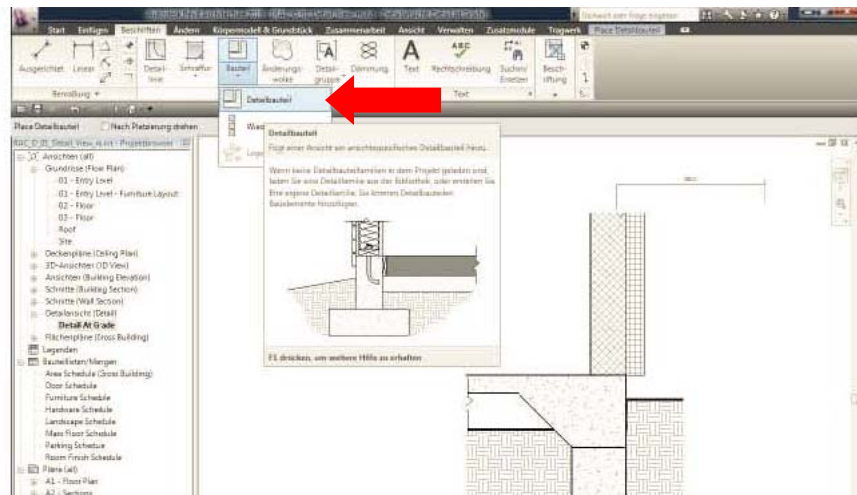 Start Einfügen Beschriften Ändern Körpermodell & Grundstück Zusammenarbeit Ansicht Verwalten Zusatzmodule Tragwerk Place Detailbauteil
Ausgerichtet Linear Detail- Schraffur Bauteil Änderungs- Detail- Dämmung Text Rechtschreibung Suchen/ Besch-
linie wolke gruppe Ersetzen riftung
Bemaßung Text
Detailbauteil
Place Detailbauteil Nach Platzierung drehen
Detailbauteil
Fügt einer Ansicht ein ansichtsspezifisches Detailbauteil hinzu.
Wenn keine Detailbauteilfamilien in dem Projekt geladen sind,
laden Sie eine Detailfamilie aus der Bibliothek, oder erstellen Sie
Ihre eigene Detailfamilie. Sie können Detailbauteilen
Bauelemente hinzufügen.
F1 drücken, um weitere Hilfe zu erhalten
Ansichten (all)
Grundrisse (Floor Plan)
01 - Entry Level
01 - Entry Level - Furniture Layout
02 - Floor
03 - Floor
Roof
Site
Deckenpläne (Ceiling Plan)
3D-Ansichten (3D View)
Ansichten (Building Elevation)
Schnitte (Building Section)
Schnitte (Wall Section)
Detailansicht (Detail)
Detail At Grade
Flächenpläne (Gross Building)
Legenden
Bauteillisten/Mengen
Area Schedule (Gross Building)
Door Schedule
Furniture Schedule
Hardware Schedule
Landscape Schedule
Mass Floor Schedule
Parking Schedule
Room Finish Schedule
Pläne (all)
A1 - Floor Plan
A2 - Sections